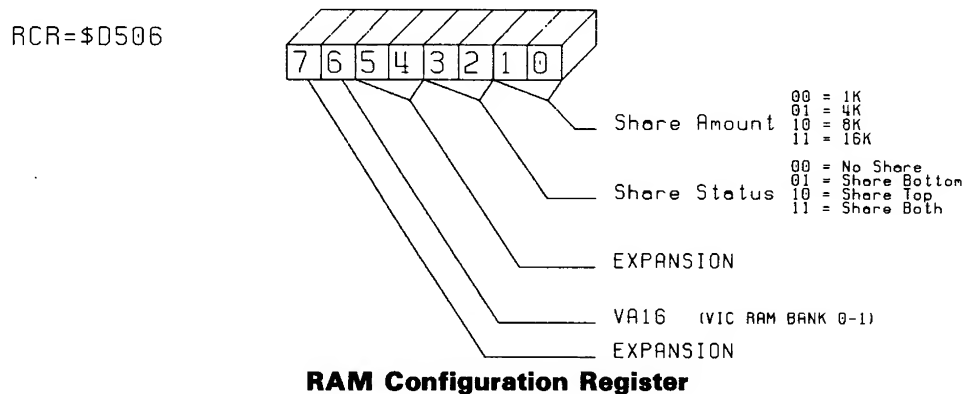 RCR=$D506
7 6 5 4 3 2 1 0
Share Amount
00 = 1K
01 = 4K
10 = 8K
11 = 16K
Share Status
00 = No Share
01 = Share Bottom
10 = Share Top
11 = Share Both
EXPANSION
VA16 (VIC RAM BANK 0-1)
EXPANSION
RAM Configuration Register